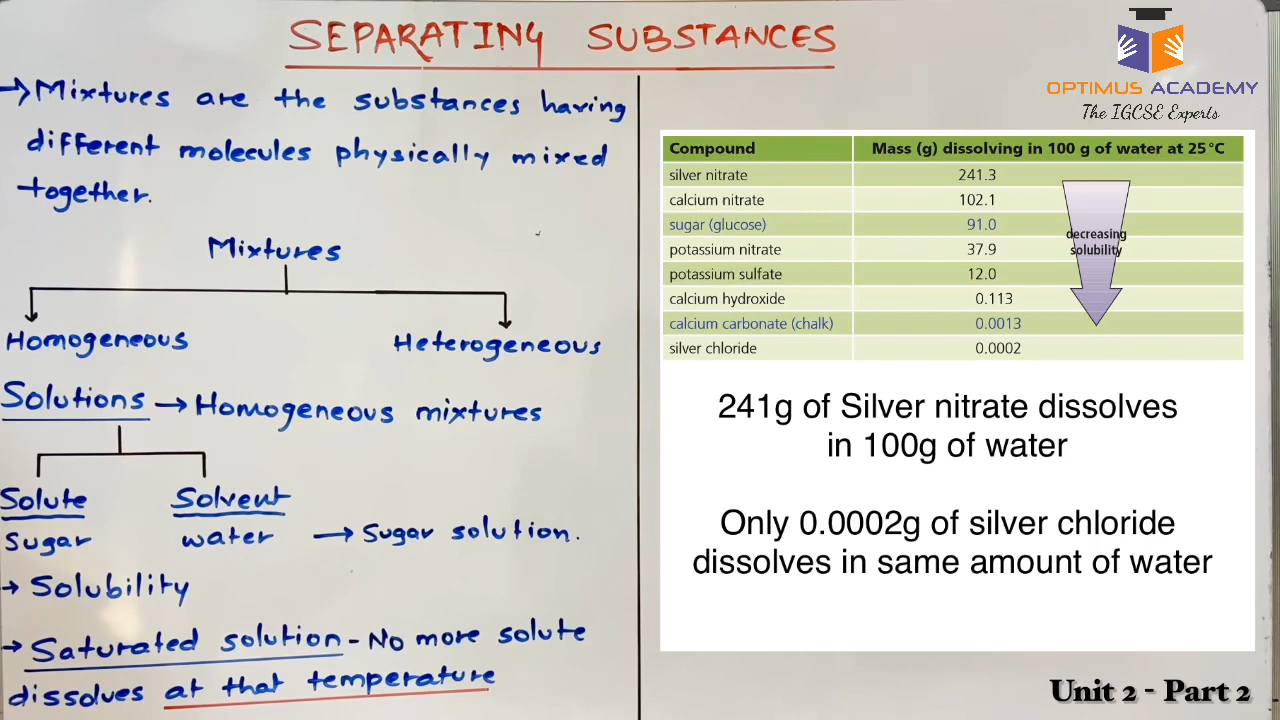 SEPARATING SUBSTANCES
→ Mixtures are the substances having
different molecules physically mixed
together.
Mixtures
Homogeneous Heterogeneous
Solutions → Homogeneous mixtures
Solute Solvent
Sugar water → Sugar solution.
→ Solubility
→ Saturated solution - No more solute
dissolves at that temperature
OPTIMUS ACADEMY
The IGCSE Experts
Compound Mass (g) dissolving in 100 g of water at 25°C
silver nitrate 241.3
calcium nitrate 102.1
sugar (glucose) 91.0
potassium nitrate 37.9
potassium sulfate 12.0
calcium hydroxide 0.113
calcium carbonate (chalk) 0.0013
silver chloride 0.0002
decreasing
solubility
241g of Silver nitrate dissolves
in 100g of water
Only 0.0002g of silver chloride
dissolves in same amount of water
Unit 2 - Part 2